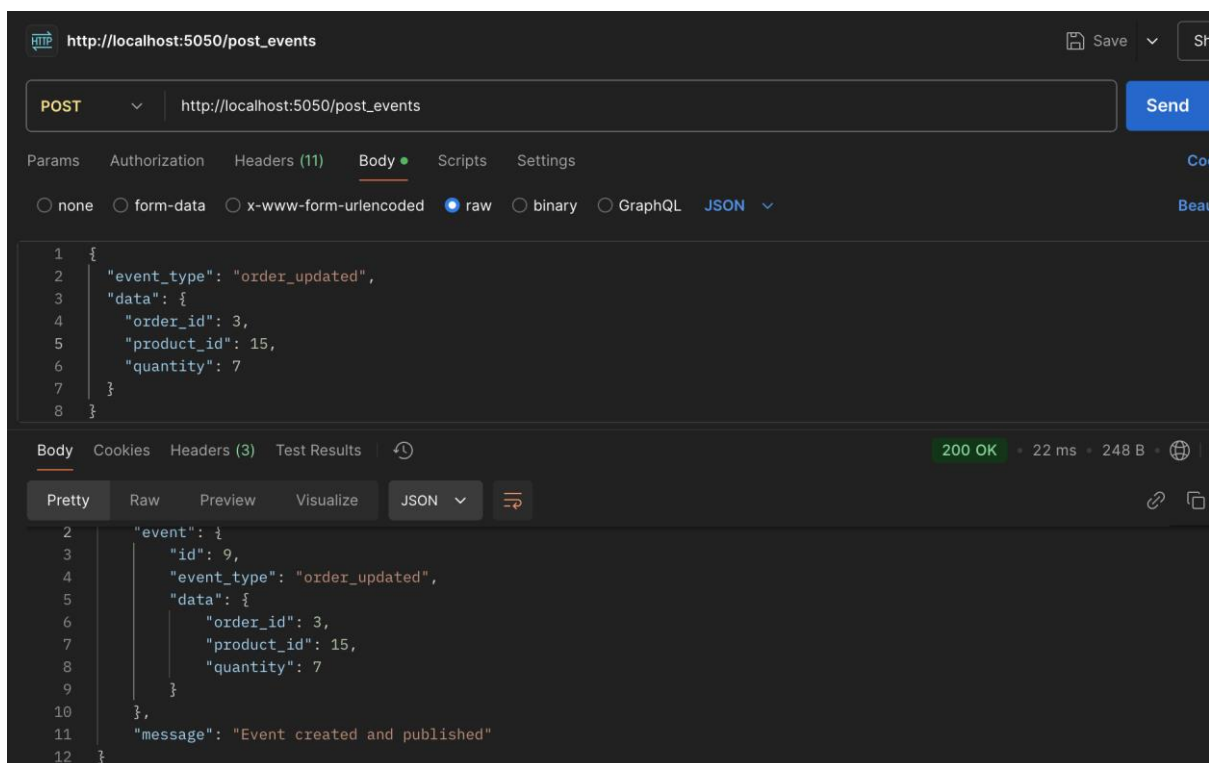 HTTP http://localhost:5050/post_events Save Sh
POST http://localhost:5050/post_events Send
Params Authorization Headers (11) Body Scripts Settings Co
none form-data x-www-form-urlencoded raw binary GraphQL JSON Beau
1 {
2 "event_type": "order_updated",
3 "data": {
4 "order_id": 3,
5 "product_id": 15,
6 "quantity": 7
7 }
8 }
Body Cookies Headers (3) Test Results 200 OK • 22 ms • 248 B •
Pretty Raw Preview Visualize JSON
2 "event": {
3 "id": 9,
4 "event_type": "order_updated",
5 "data": {
6 "order_id": 3,
7 "product_id": 15,
8 "quantity": 7
9 }
10 },
11 "message": "Event created and published"
12 }